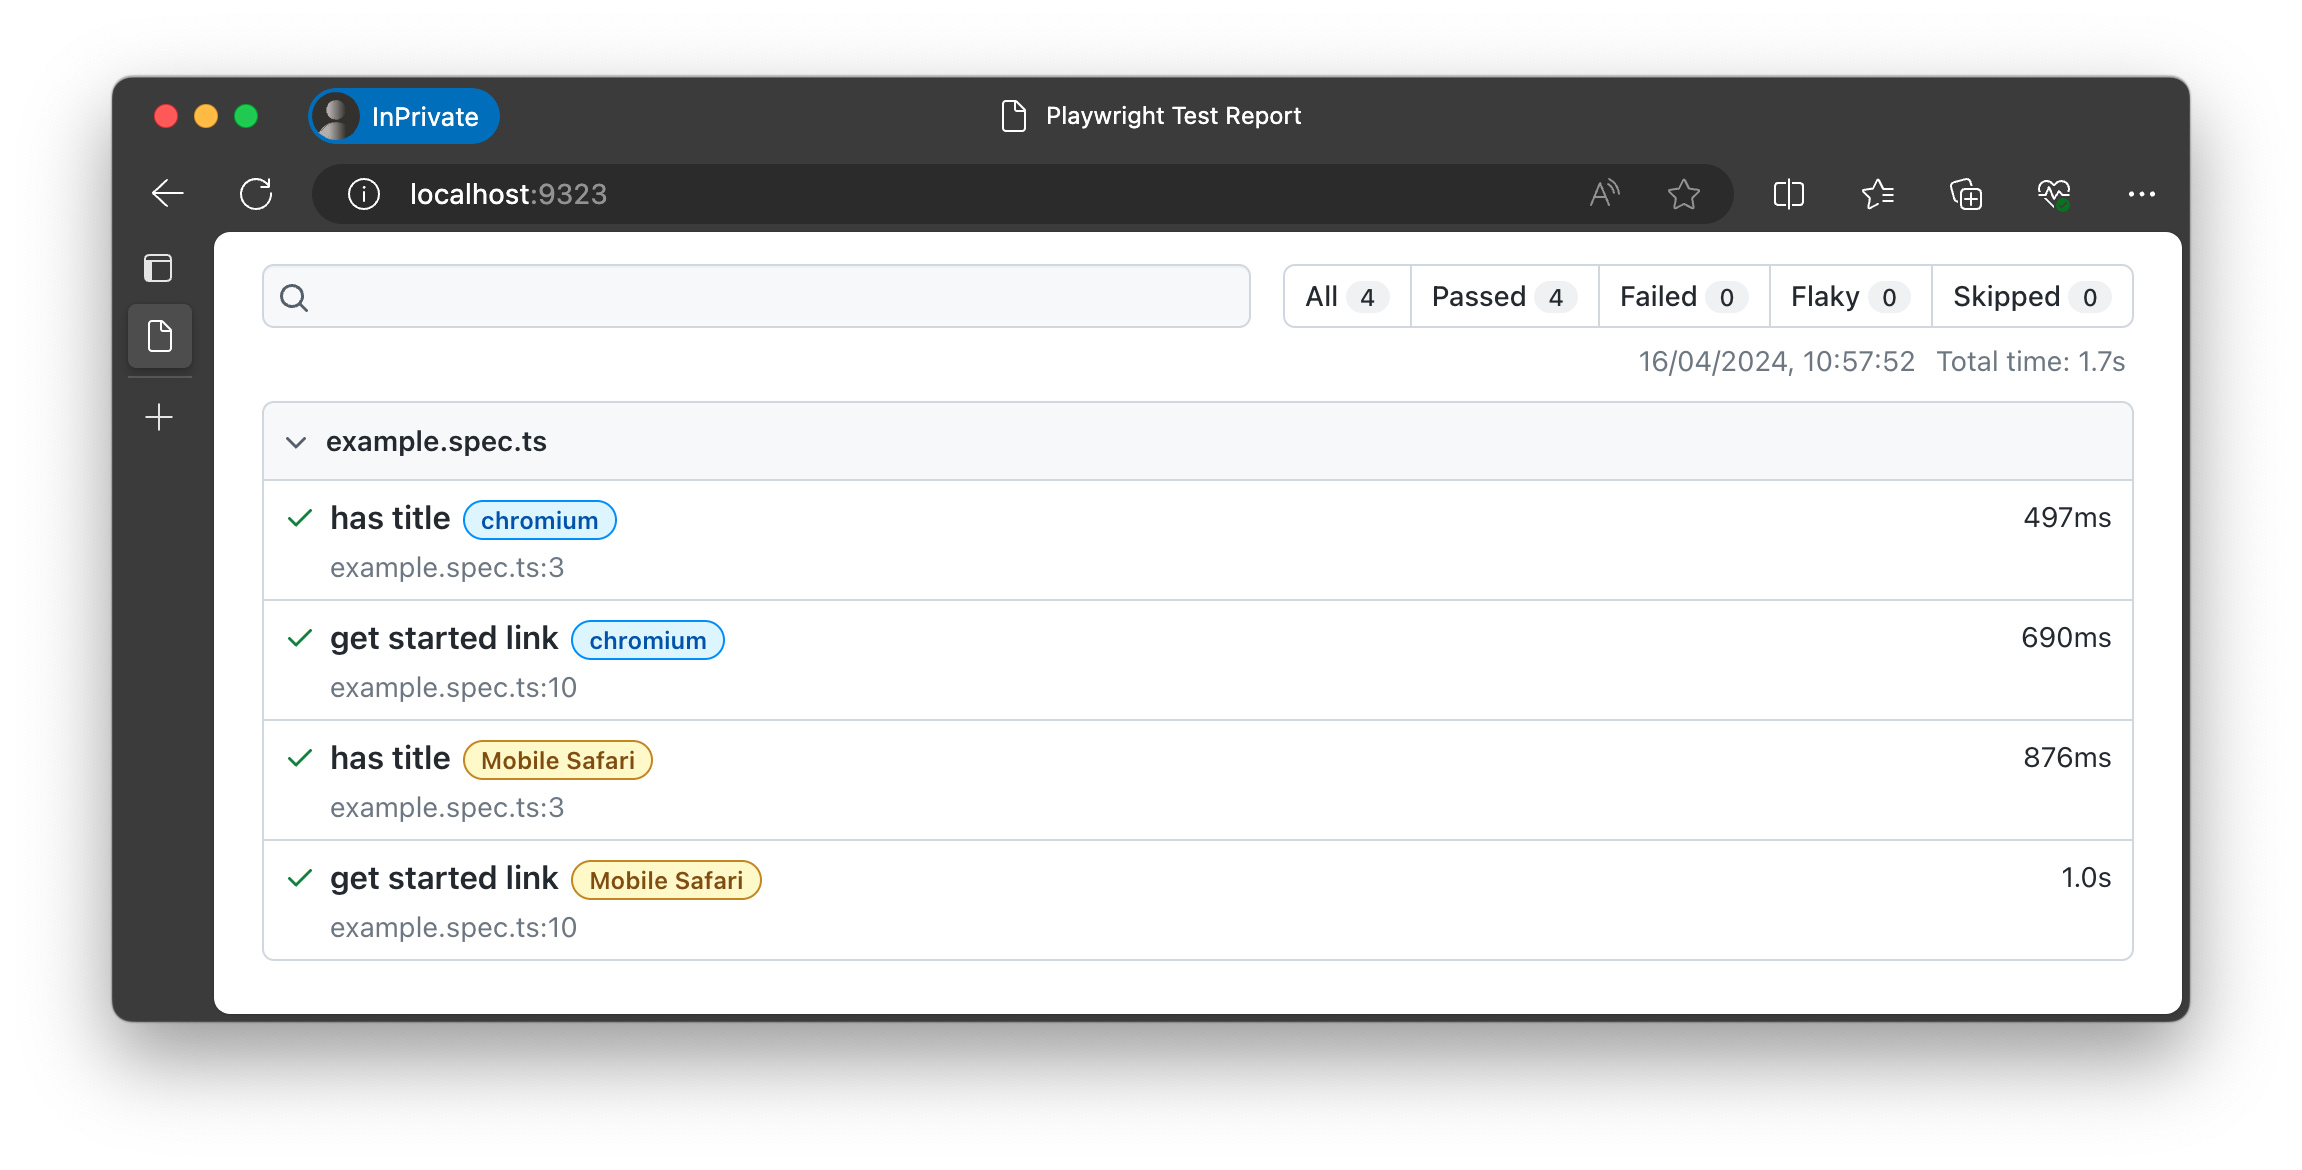 InPrivate
Playwright Test Report
localhost:9323
All 4 Passed 4 Failed 0 Flaky 0 Skipped 0
16/04/2024, 10:57:52 Total time: 1.7s
example.spec.ts
has title chromium 497ms
example.spec.ts:3
get started link chromium 690ms
example.spec.ts:10
has title Mobile Safari 876ms
example.spec.ts:3
get started link Mobile Safari 1.0s
example.spec.ts:10